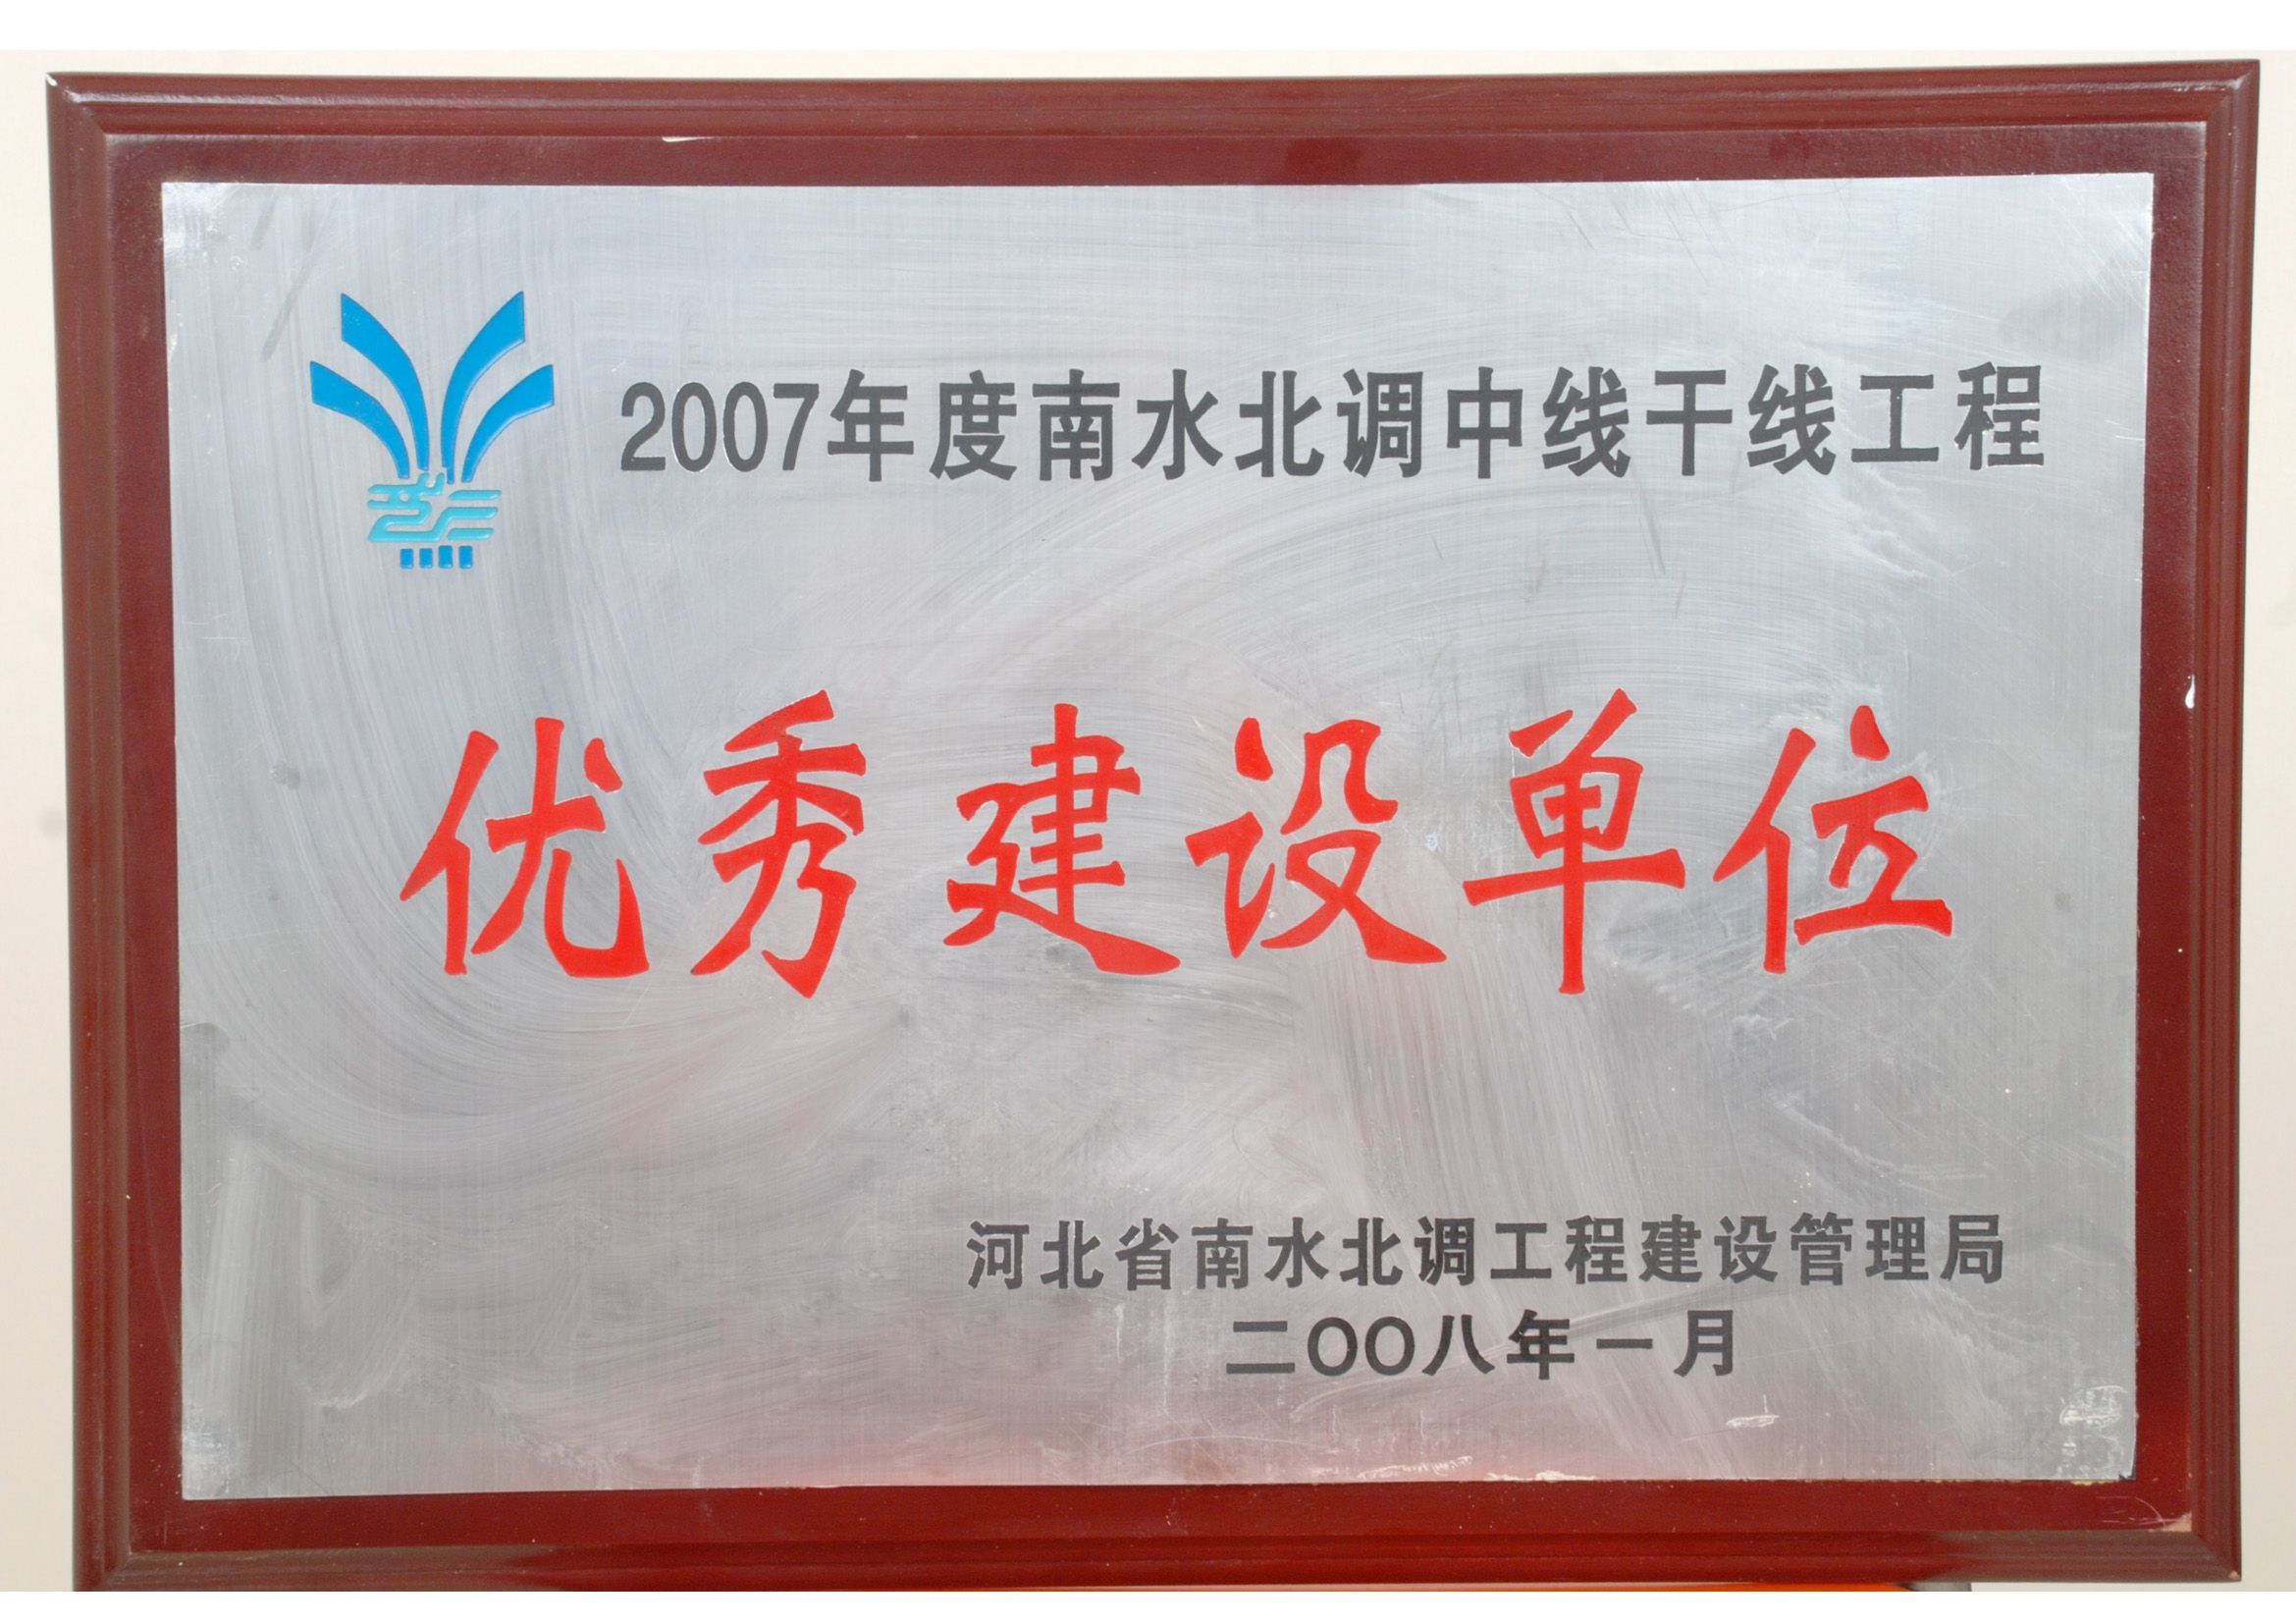 2007年度南水北调中线干线工程
优秀建设单位
河北省南水北调工程建设管理局
二〇〇八年一月